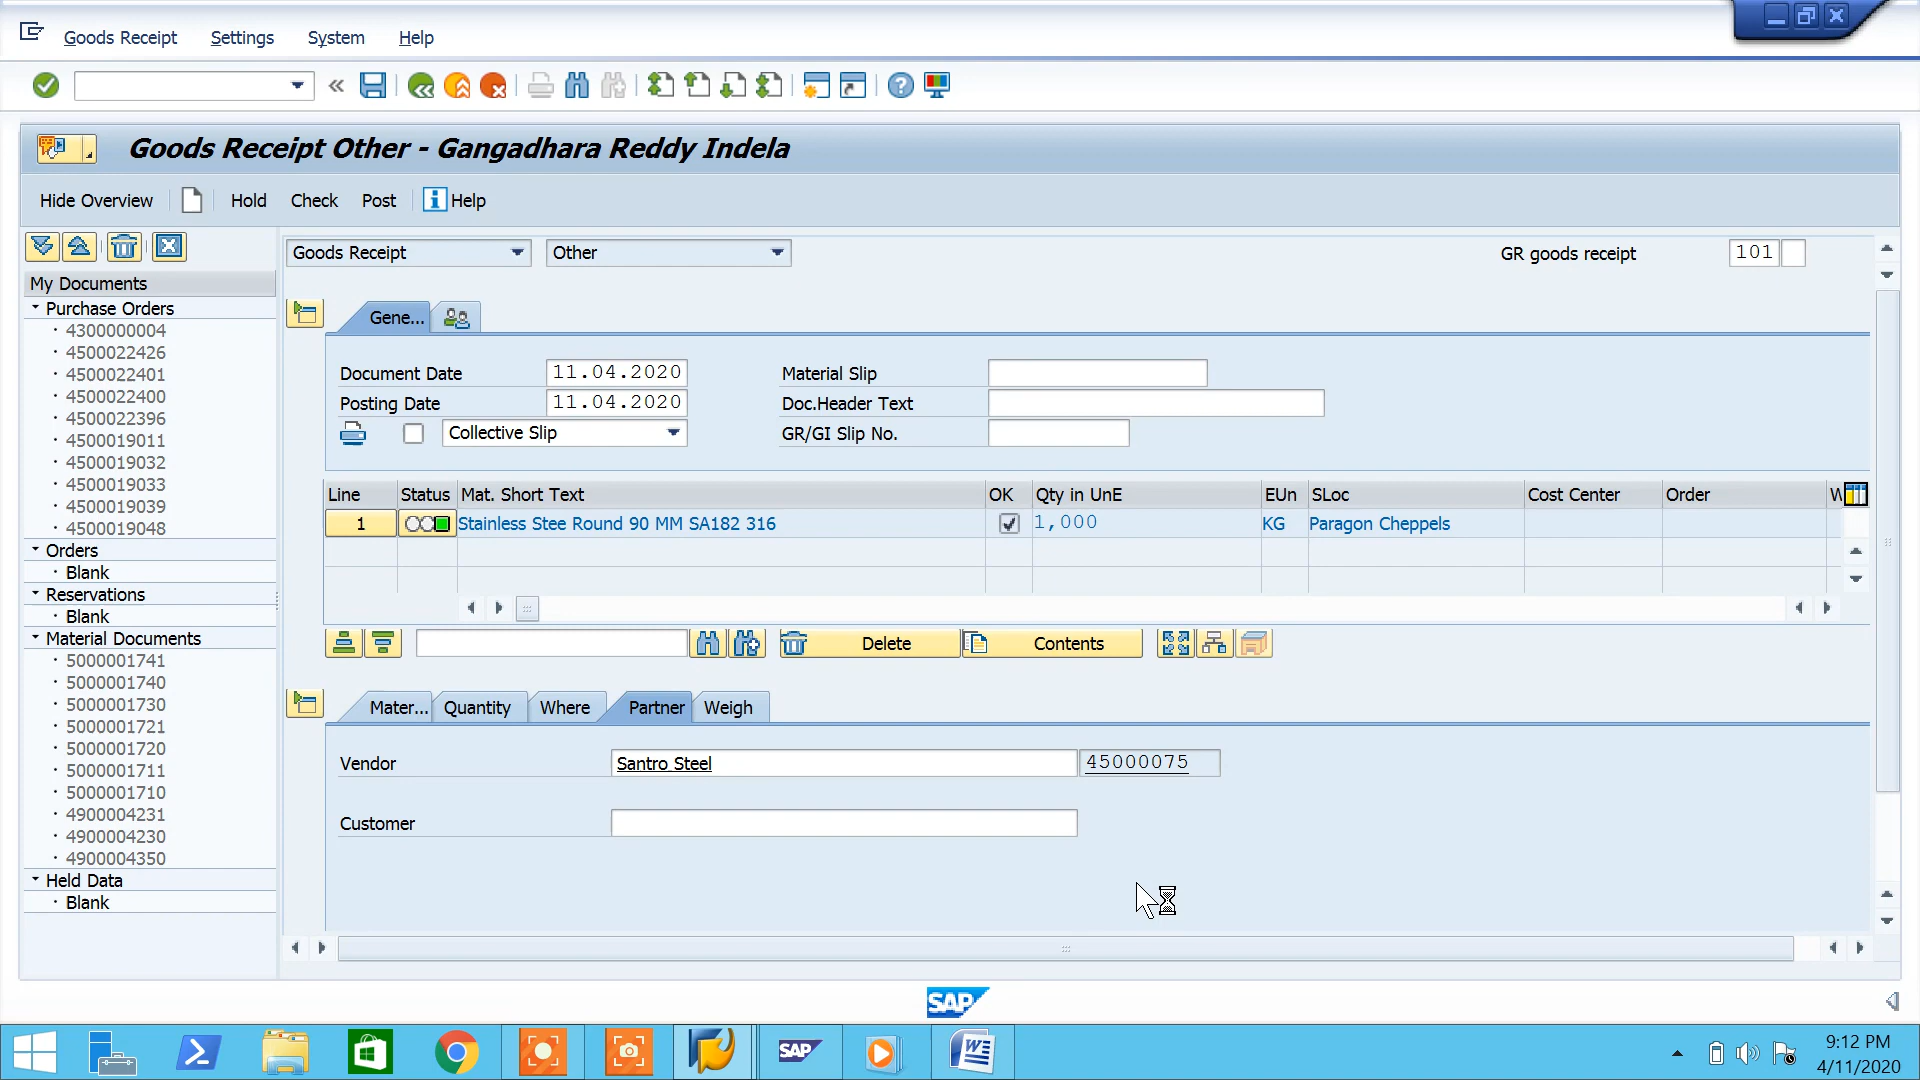 Goods Receipt Settings System Help
Goods Receipt Other - Gangadhara Reddy Indela
Hide Overview Hold Check Post Help
Goods Receipt Other GR goods receipt 101
My Documents
Purchase Orders
4300000004
4500022426
4500022401
4500022400
4500022396
4500019011
4500019032
4500019033
4500019039
4500019048
Orders
Blank
Reservations
Blank
Material Documents
5000001741
5000001740
5000001730
5000001721
5000001720
5000001711
5000001710
4900004231
4900004230
4900004350
Held Data
Blank
Gene...
Document Date 11.04.2020 Material Slip
Posting Date 11.04.2020 Doc.Header Text
Collective Slip GR/GI Slip No.
Line Status Mat. Short Text OK Qty in UnE EUn SLoc Cost Center Order W
1 Stainless Stee Round 90 MM SA182 316 1,000 KG Paragon Cheppels
Delete Contents
Mater... Quantity Where Partner Weigh
Vendor Santro Steel 45000075
Customer
SAP
SAP
9:12 PM
4/11/2020